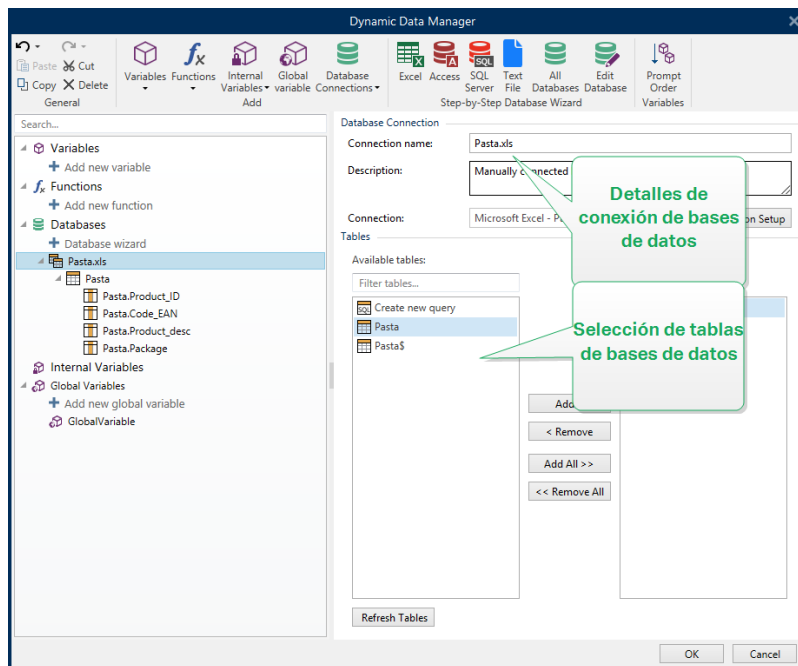 Dynamic Data Manager
Paste Cut
Copy Delete
General
Variables Functions Internal Variables Global variable Database Connections
Add
Excel Access SQL Server Text File All Databases Edit Database
Step-by-Step Database Wizard
Prompt Order
Variables
Search...
Variables
Add new variable
Functions
Add new function
Databases
Database wizard
Pasta.xls
Pasta
Pasta.Product_ID
Pasta.Code_EAN
Pasta.Product_desc
Pasta.Package
Internal Variables
Global Variables
Add new global variable
GlobalVariable
Database Connection
Connection name: Pasta.xls
Description: Manually connected
Connection: Microsoft Excel - Setup
Detalles de
conexión de bases
de datos
Tables
Available tables:
Filter tables...
SQL Create new query
Pasta
Pasta$
Selección de tablas
de bases de datos
Add
< Remove
Add All >>
<< Remove All
Refresh Tables
OK Cancel